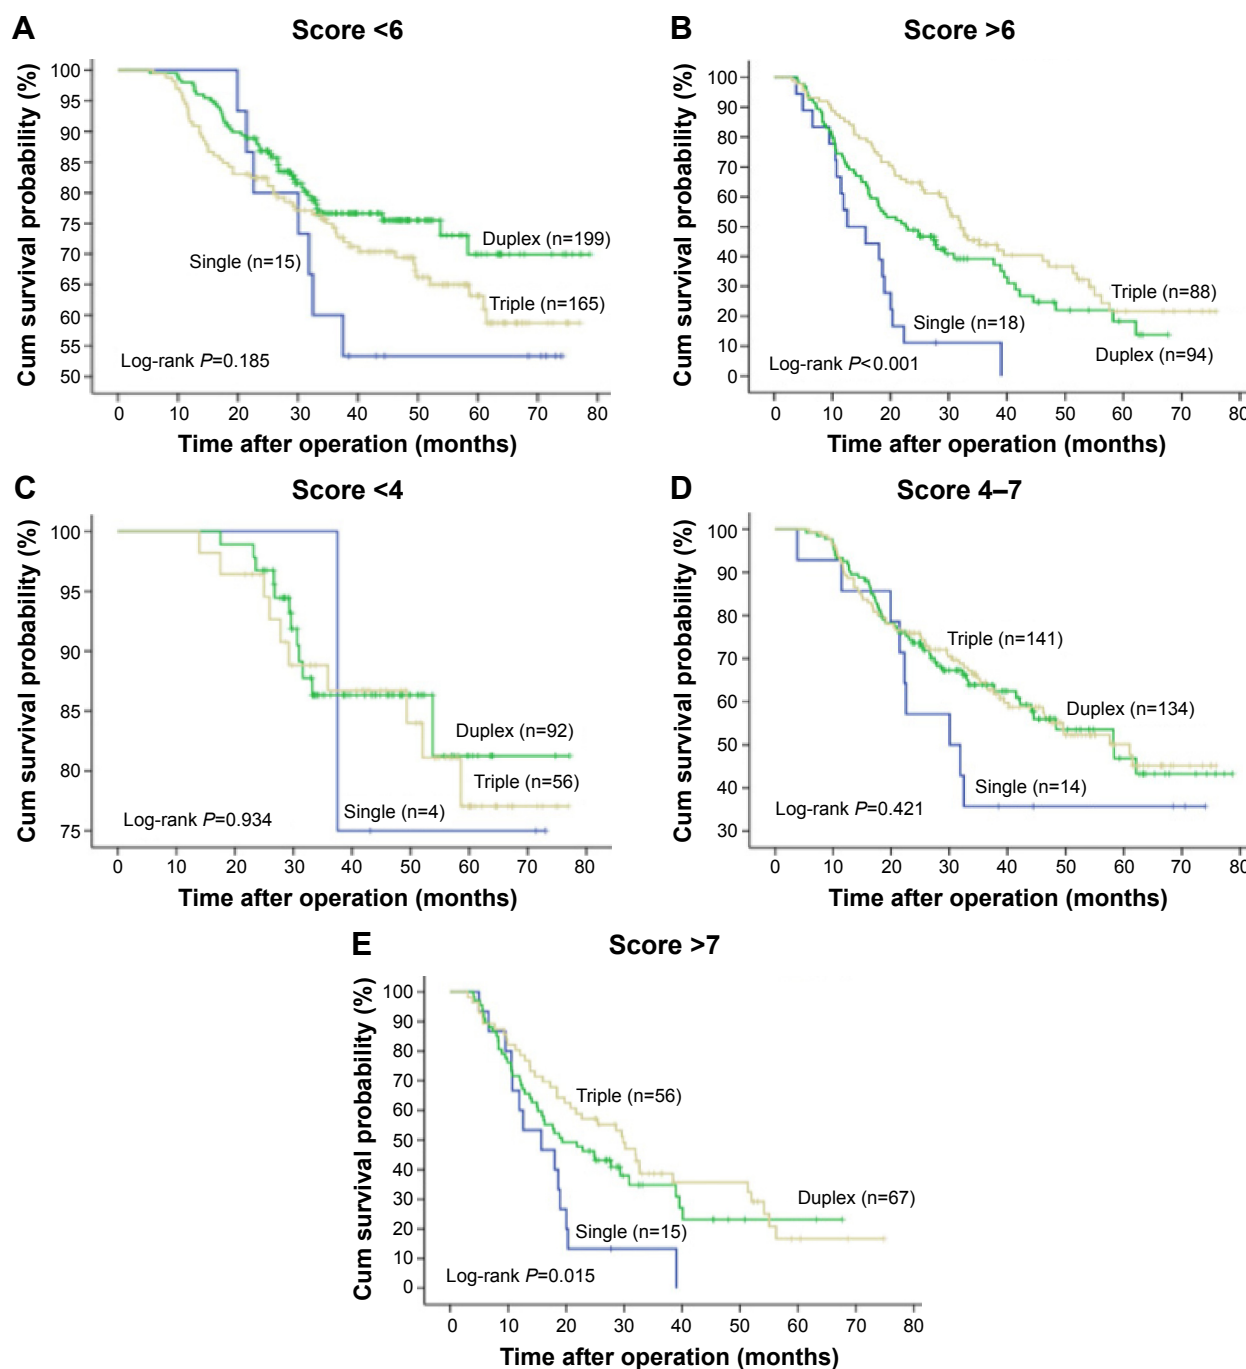 A
Score <6
Cum survival probability (%)
100
95
90
85
80
75
70
65
60
55
50
Duplex (n=199)
Single (n=15)
Triple (n=165)
Log-rank P=0.185
0 10 20 30 40 50 60 70 80
Time after operation (months)
B
Score >6
Cum survival probability (%)
100
90
80
70
60
50
40
30
20
10
0
Triple (n=88)
Single (n=18)
Duplex (n=94)
Log-rank P<0.001
0 10 20 30 40 50 60 70 80
Time after operation (months)
C
Score <4
Cum survival probability (%)
100
95
90
85
80
75
Duplex (n=92)
Triple (n=56)
Single (n=4)
Log-rank P=0.934
0 10 20 30 40 50 60 70 80
Time after operation (months)
D
Score 4–7
Cum survival probability (%)
100
90
80
70
60
50
40
30
Triple (n=141)
Duplex (n=134)
Single (n=14)
Log-rank P=0.421
0 10 20 30 40 50 60 70 80
Time after operation (months)
E
Score >7
Cum survival probability (%)
100
90
80
70
60
50
40
30
20
10
0
Triple (n=56)
Duplex (n=67)
Single (n=15)
Log-rank P=0.015
0 10 20 30 40 50 60 70 80
Time after operation (months)